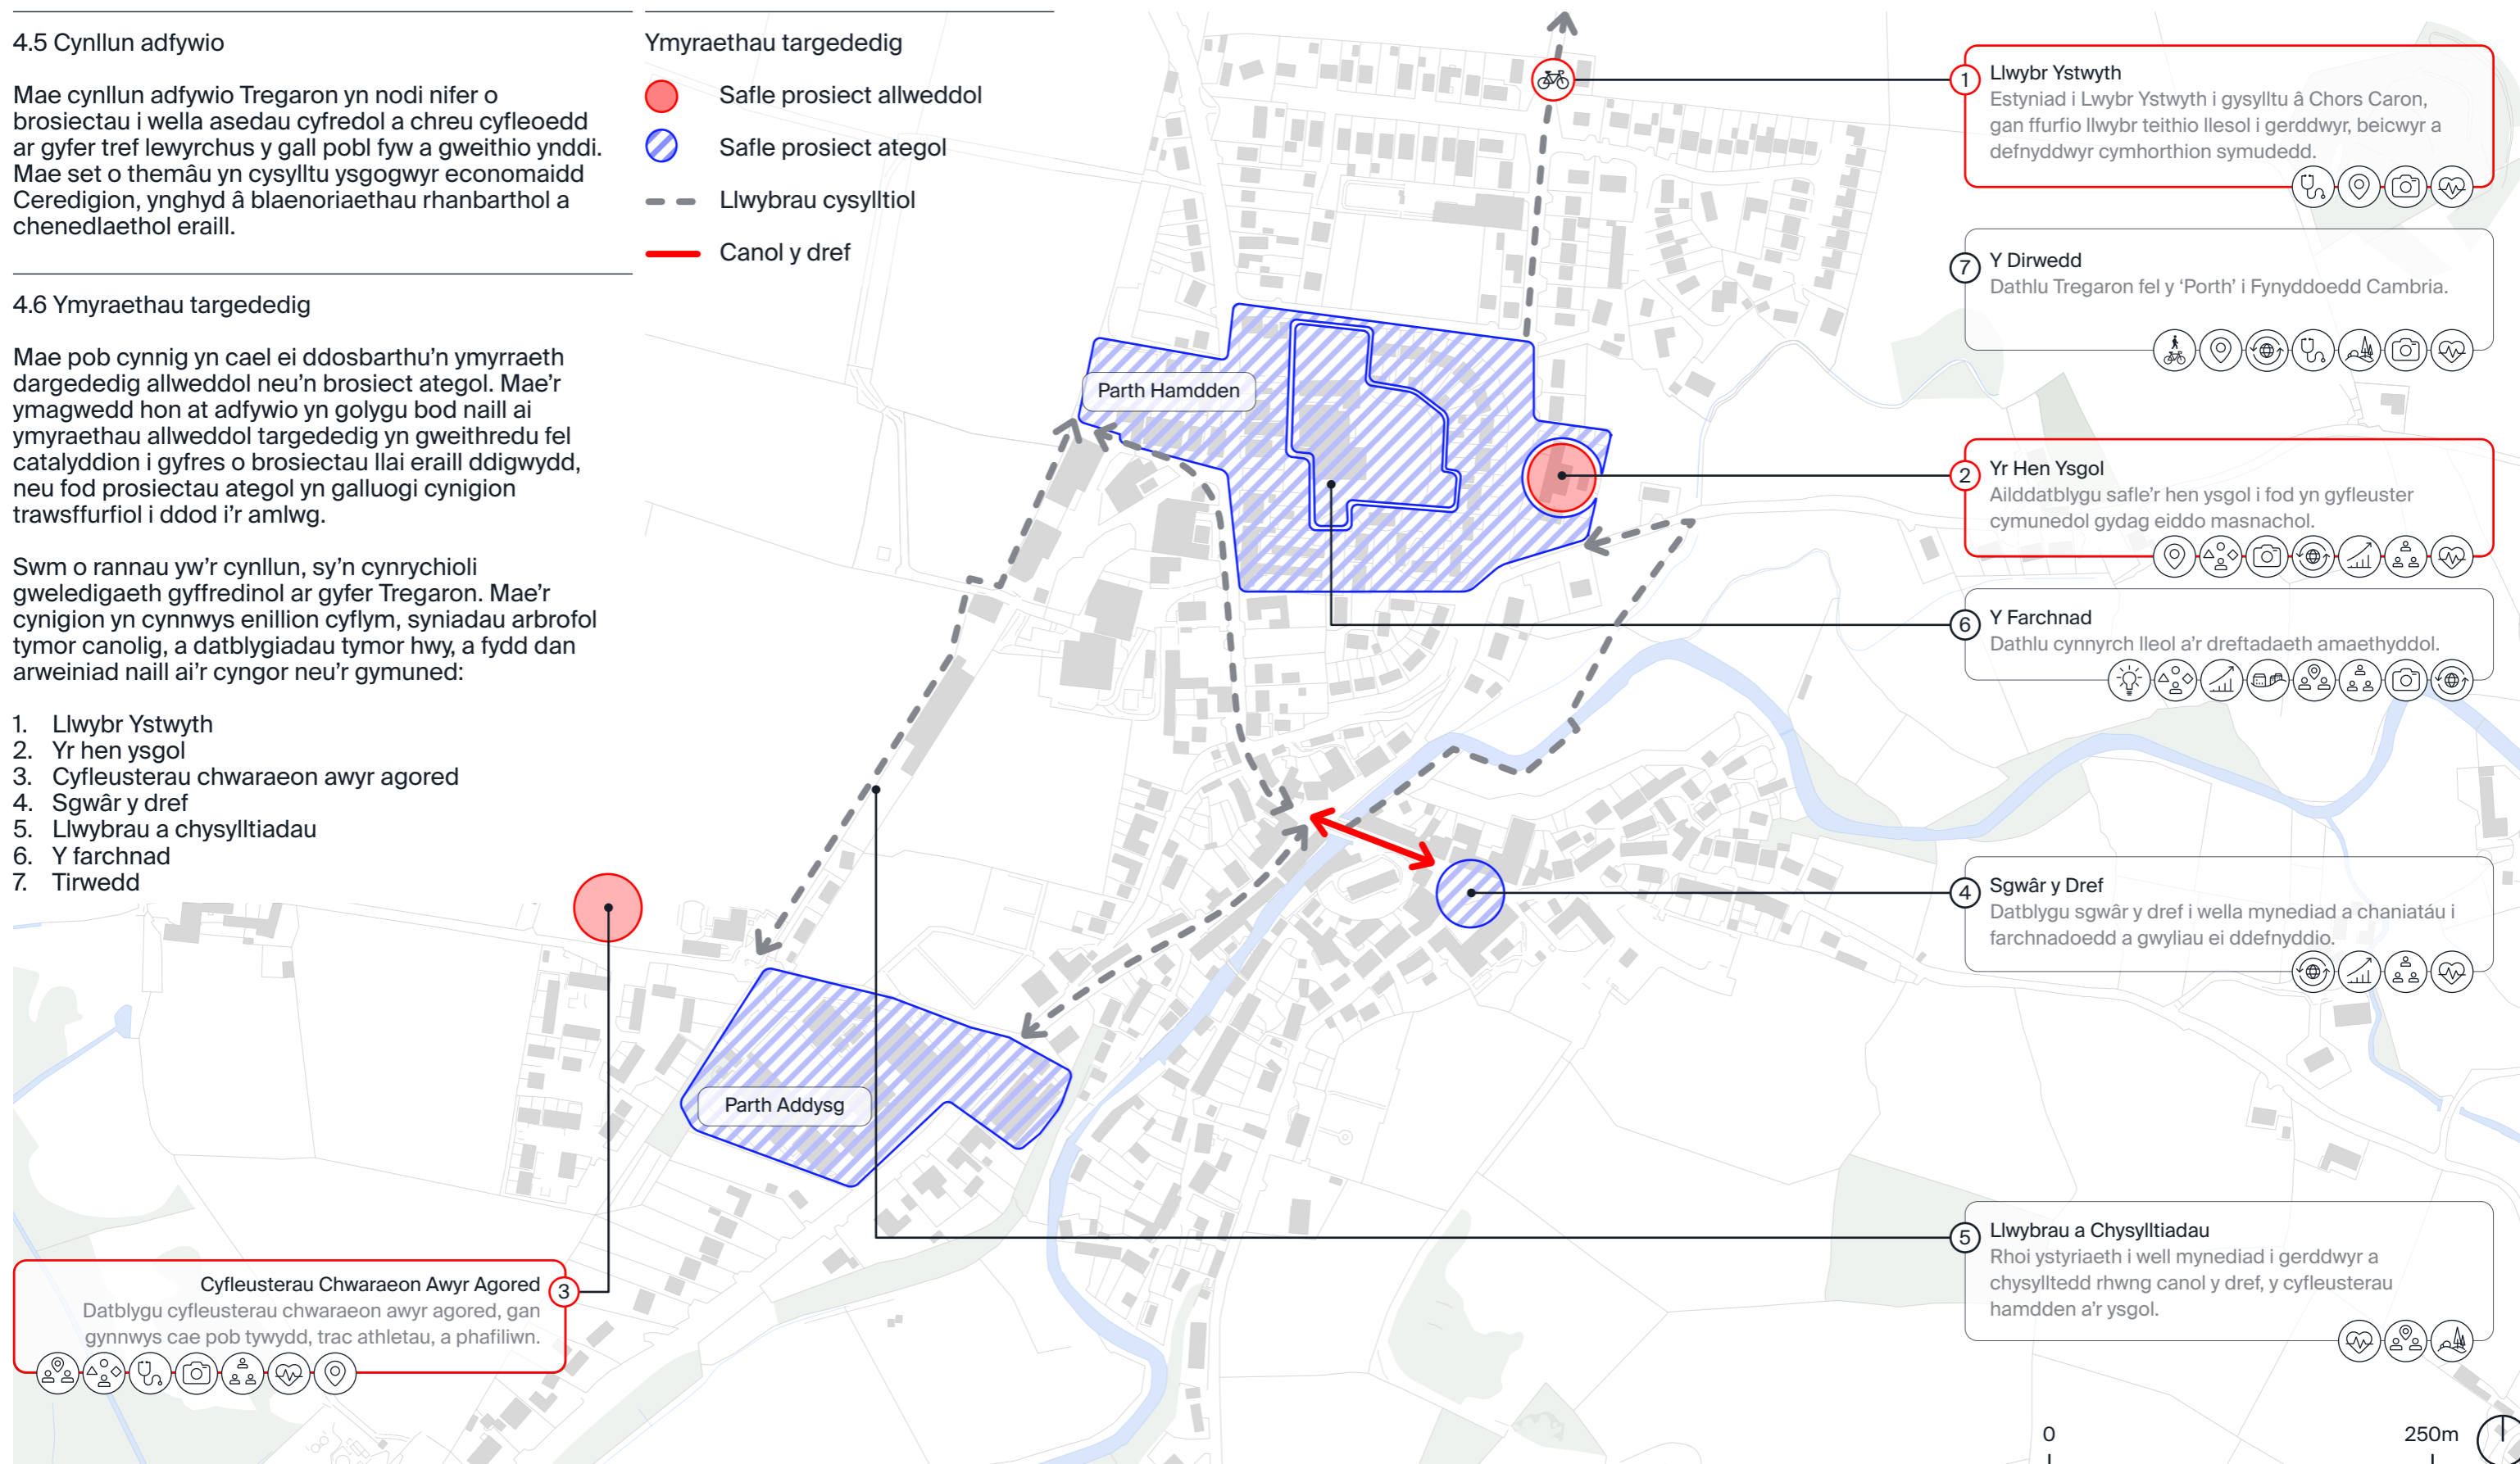 4.5 Cynllun adfywio
Mae cynllun adfywio Tregaron yn nodi nifer o
brosiectau i wella asedau cyfredol a chreu cyfleoedd
ar gyfer tref lewyrchus y gall pobl fyw a gweithio ynddi.
Mae set o themâu yn cysylltu ysgogwyr economaidd
Ceredigion, ynghyd â blaenoriaethau rhanbarthol a
chenedlaethol eraill.
4.6 Ymyraethau targededig
Mae pob cynnig yn cael ei ddosbarthu’n ymyrraeth
dargededig allweddol neu’n brosiect ategol. Mae’r
ymagwedd hon at adfywio yn golygu bod naill ai
ymyraethau allweddol targededig yn gweithredu fel
catalyddion i gyfres o brosiectau llai eraill ddigwydd,
neu fod prosiectau ategol yn galluogi cynigion
trawsffurfiol i ddod i’r amlwg.
Swm o rannau yw’r cynllun, sy’n cynrychioli
gweledigaeth gyffredinol ar gyfer Tregaron. Mae’r
cynigion yn cynnwys enillion cyflym, syniadau arbrofol
tymor canolig, a datblygiadau tymor hwy, a fydd dan
arweiniad naill ai’r cyngor neu’r gymuned:
1. Llwybr Ystwyth
2. Yr hen ysgol
3. Cyfleusterau chwaraeon awyr agored
4. Sgwâr y dref
5. Llwybrau a chysylltiadau
6. Y farchnad
7. Tirwedd
Ymyraethau targededig
Safle prosiect allweddol
Safle prosiect ategol
Llwybrau cysylltiol
Canol y dref
Parth Hamdden
Parth Addysg
1 Llwybr Ystwyth
Estyniad i Lwybr Ystwyth i gysylltu â Chors Caron,
gan ffurfio llwybr teithio llesol i gerddwyr, beicwyr a
defnyddwyr cymhorthion symudedd.
7 Y Dirwedd
Dathlu Tregaron fel y ‘Porth’ i Fynyddoedd Cambria.
2 Yr Hen Ysgol
Ailddatblygu safle’r hen ysgol i fod yn gyfleuster
cymunedol gydag eiddo masnachol.
6 Y Farchnad
Dathlu cynnyrch lleol a’r dreftadaeth amaethyddol.
4 Sgwâr y Dref
Datblygu sgwâr y dref i wella mynediad a chaniatáu i
farchnadoedd a gwyliau ei ddefnyddio.
5 Llwybrau a Chysylltiadau
Rhoi ystyriaeth i well mynediad i gerddwyr a
chysylltedd rhwng canol y dref, y cyfleusterau
hamdden a’r ysgol.
Cyfleusterau Chwaraeon Awyr Agored 3
Datblygu cyfleusterau chwaraeon awyr agored, gan
gynnwys cae pob tywydd, trac athletau, a phafiliwn.
0 250m